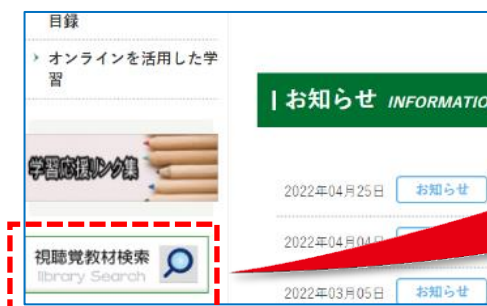 目録
オンラインを活用した学
習
学習応援リンク集
視聴覚教材検索
library Search
お知らせ INFORMATIO
2022年04月25日 お知らせ
2022年04月04日
2022年03月05日 お知らせ